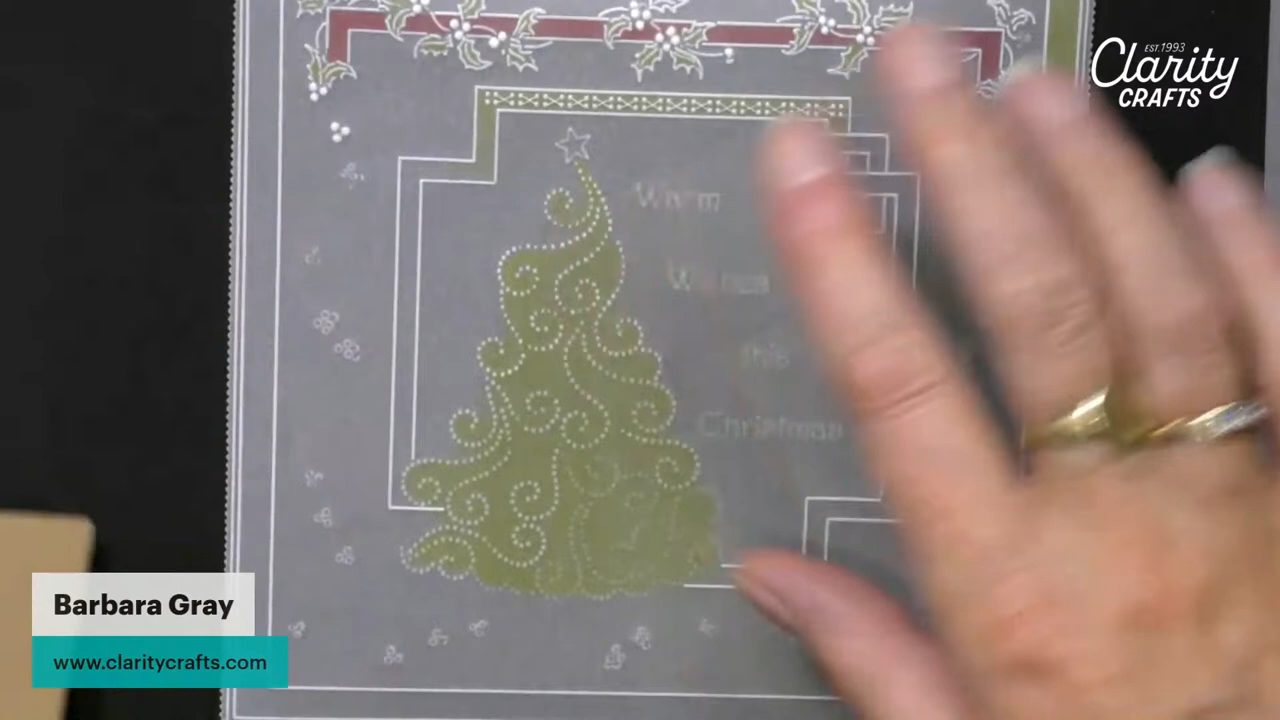 EST. 1993
Clarity
CRAFTS
Warm
Wishes
this
Christmas
Barbara Gray
www.claritycrafts.com